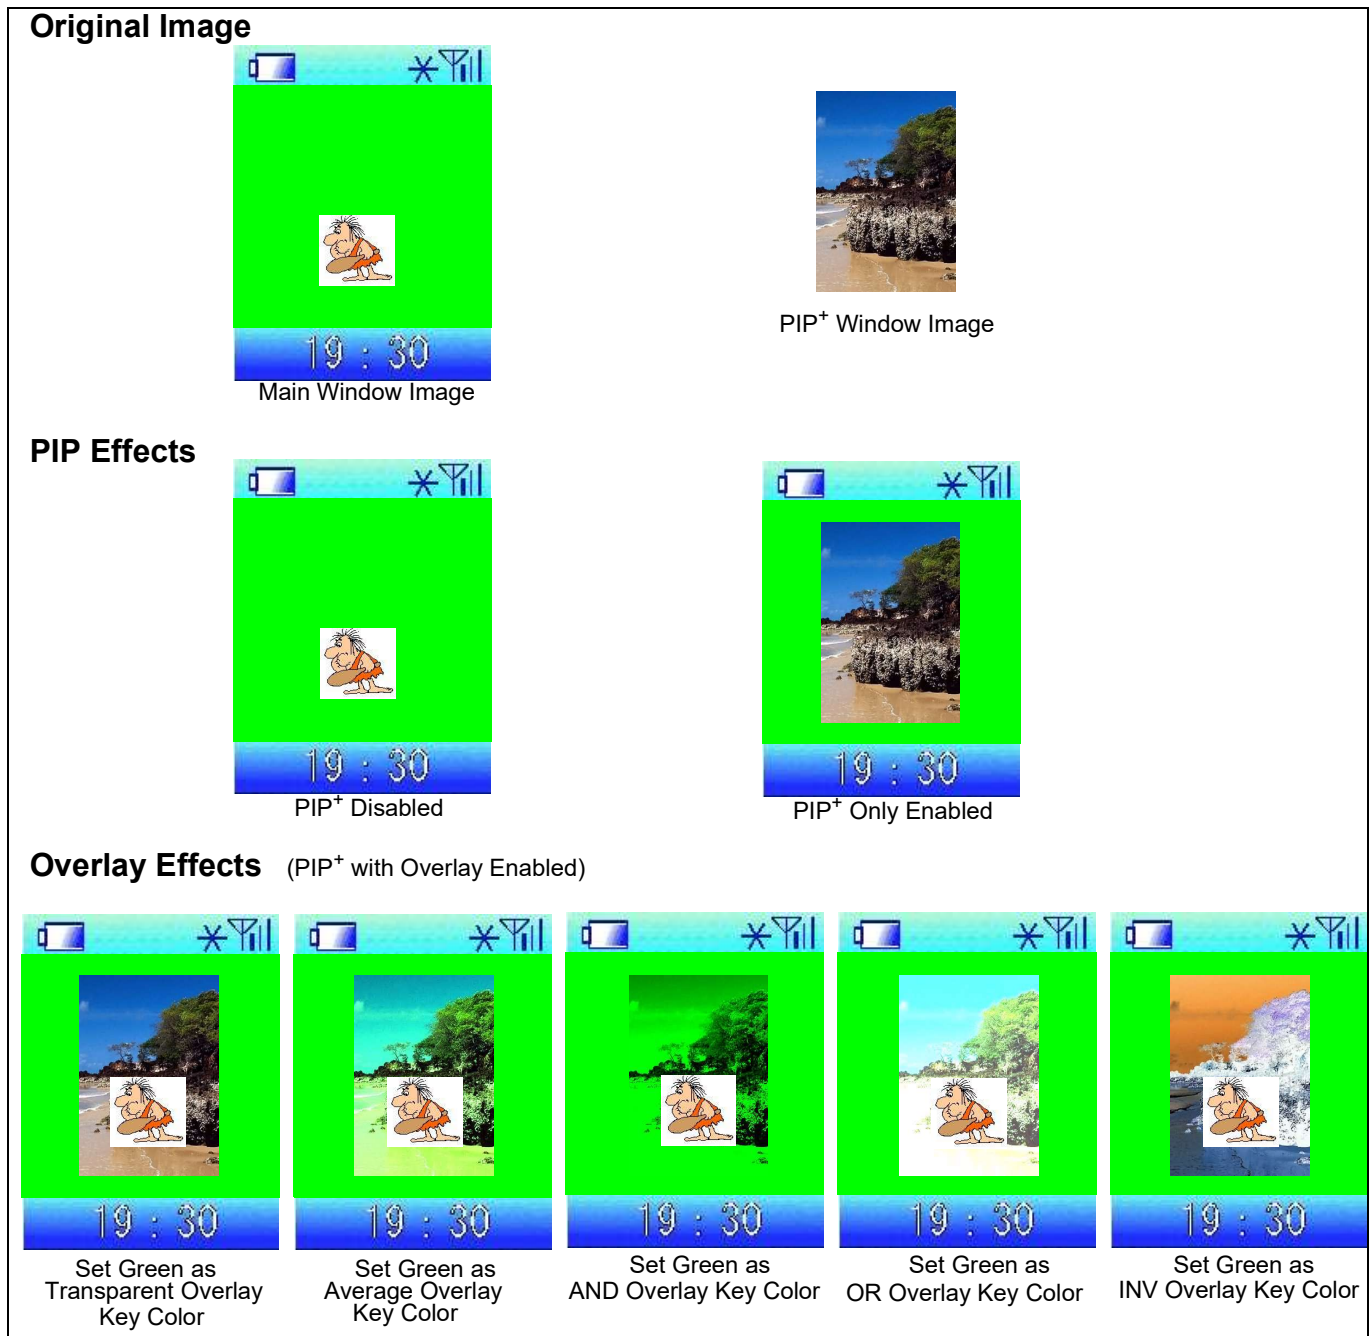 Original Image
19 : 30
Main Window Image
PIP+ Window Image
PIP Effects
19 : 30
PIP+ Disabled
19 : 30
PIP+ Only Enabled
Overlay Effects (PIP+ with Overlay Enabled)
19 : 30
19 : 30
19 : 30
19 : 30
19 : 30
Set Green as
Transparent Overlay
Key Color
Set Green as
Average Overlay
Key Color
Set Green as
AND Overlay Key Color
Set Green as
OR Overlay Key Color
Set Green as
INV Overlay Key Color